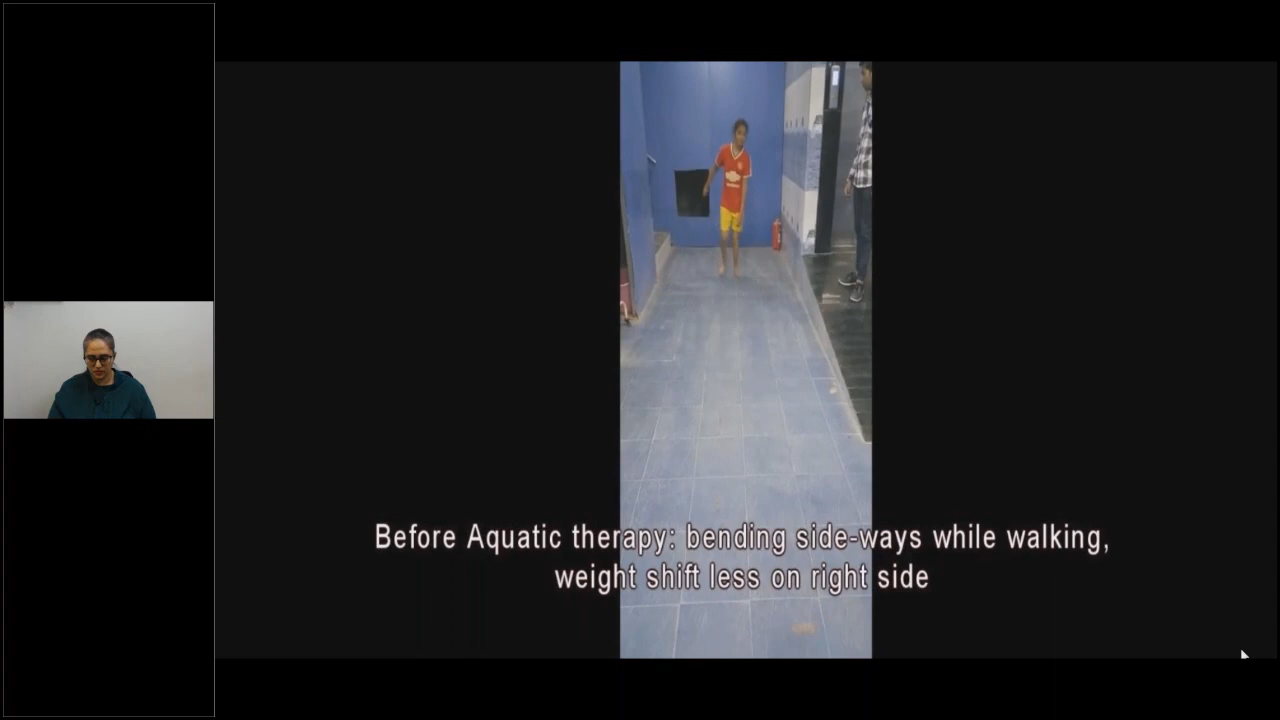 Before Aquatic therapy: bending side-ways while walking,
weight shift less on right side